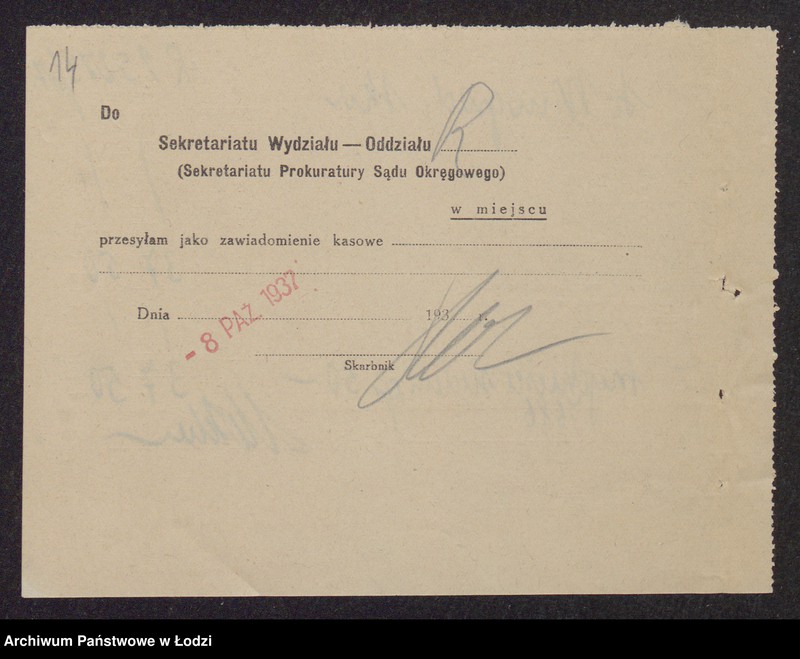 14
Do
Sekretariatu Wydziału — Oddziału R
(Sekretariatu Prokuratury Sądu Okręgowego)
w miejscu
przesyłam jako zawiadomienie kasowe
- 8 PAŹ. 1937
Dnia 193 r.
Skarbnik
Archiwum Państwowe w Łodzi